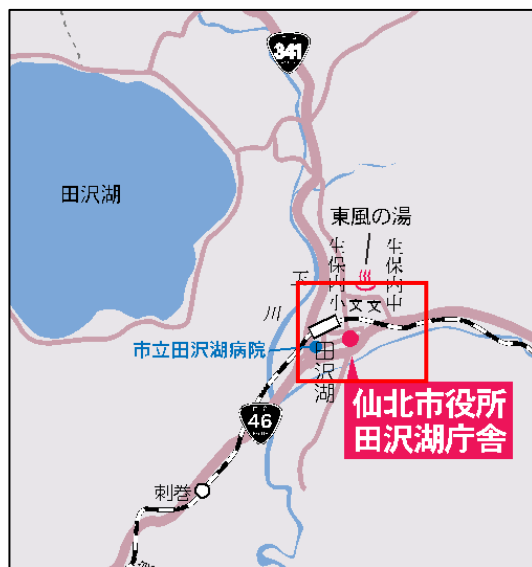 341
田沢湖
東風の湯
生保内小
生保内中
玉川
文文
市立田沢湖病院
田沢湖
仙北市役所
田沢湖庁舎
46
刺巻